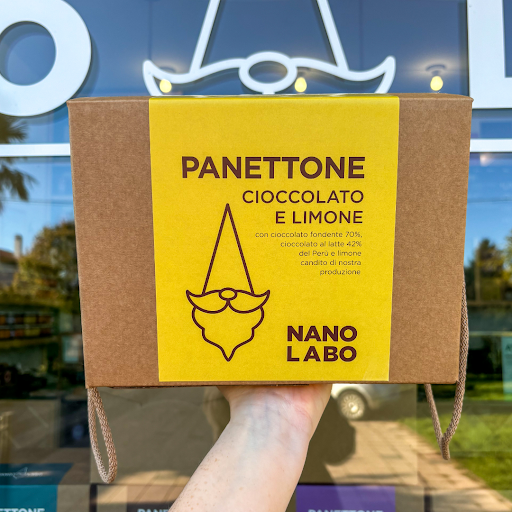 O L
PANETTONE
CIOCCOLATO
E LIMONE
con cioccolato fondente 70%,
cioccolato al latte 42%
del Perù e limone
candito di nostra
produzione
NANO
LABO
PANETTONE